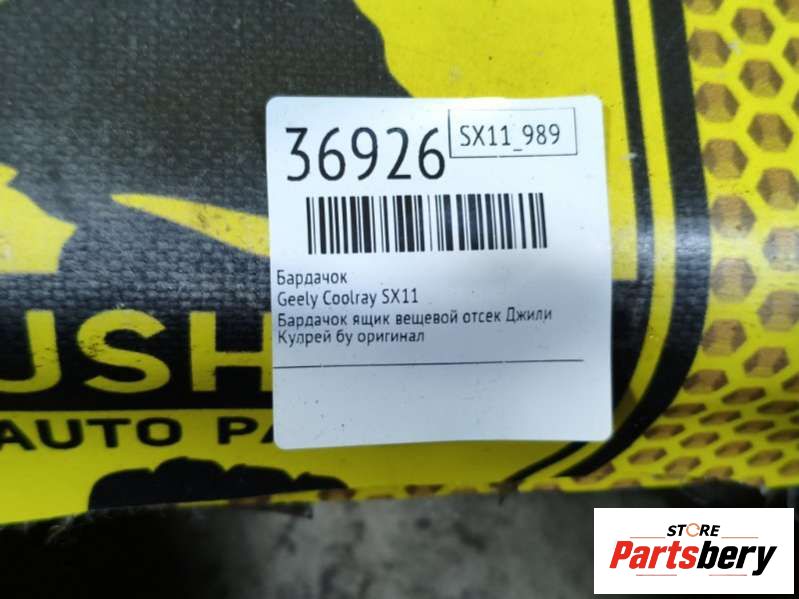 36926
SX11_989
Бардачок
Geely Coolray SX11
Бардачок ящик вещевой отсек Джили
Кулрей бу оригинал
USH
AUTO PA
STORE
Partsbery